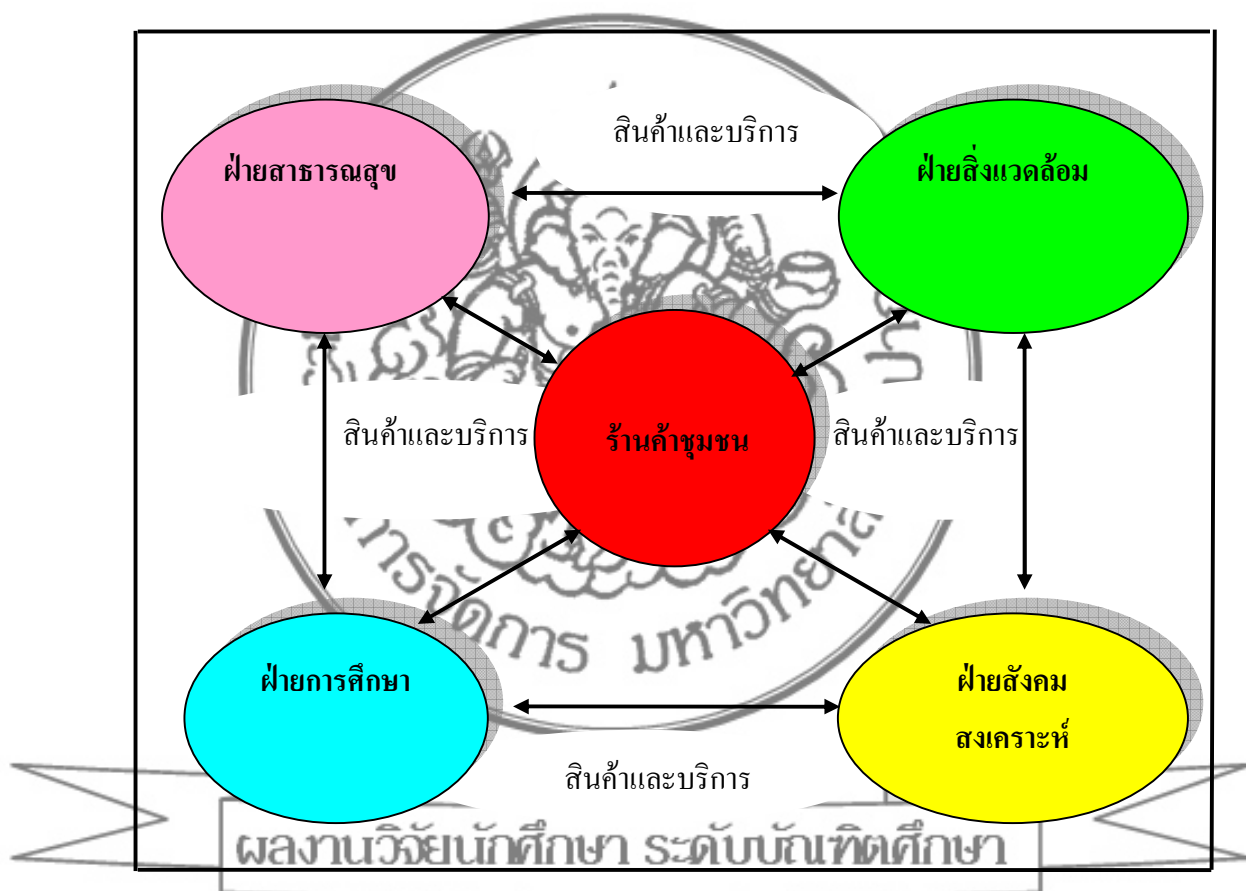 สินค้าและบริการ
ฝ่ายสาธารณสุข
ฝ่ายสิ่งแวดล้อม
สินค้าและบริการ
ร้านค้าชุมชน
สินค้าและบริการ
ฝ่ายการศึกษา
ฝ่ายสังคม
สงเคราะห์
สินค้าและบริการ
การจัดการ มหาวิทยาลั
ผลงานวิจัยนักศึกษา ระดับบัณฑิตศึกษา